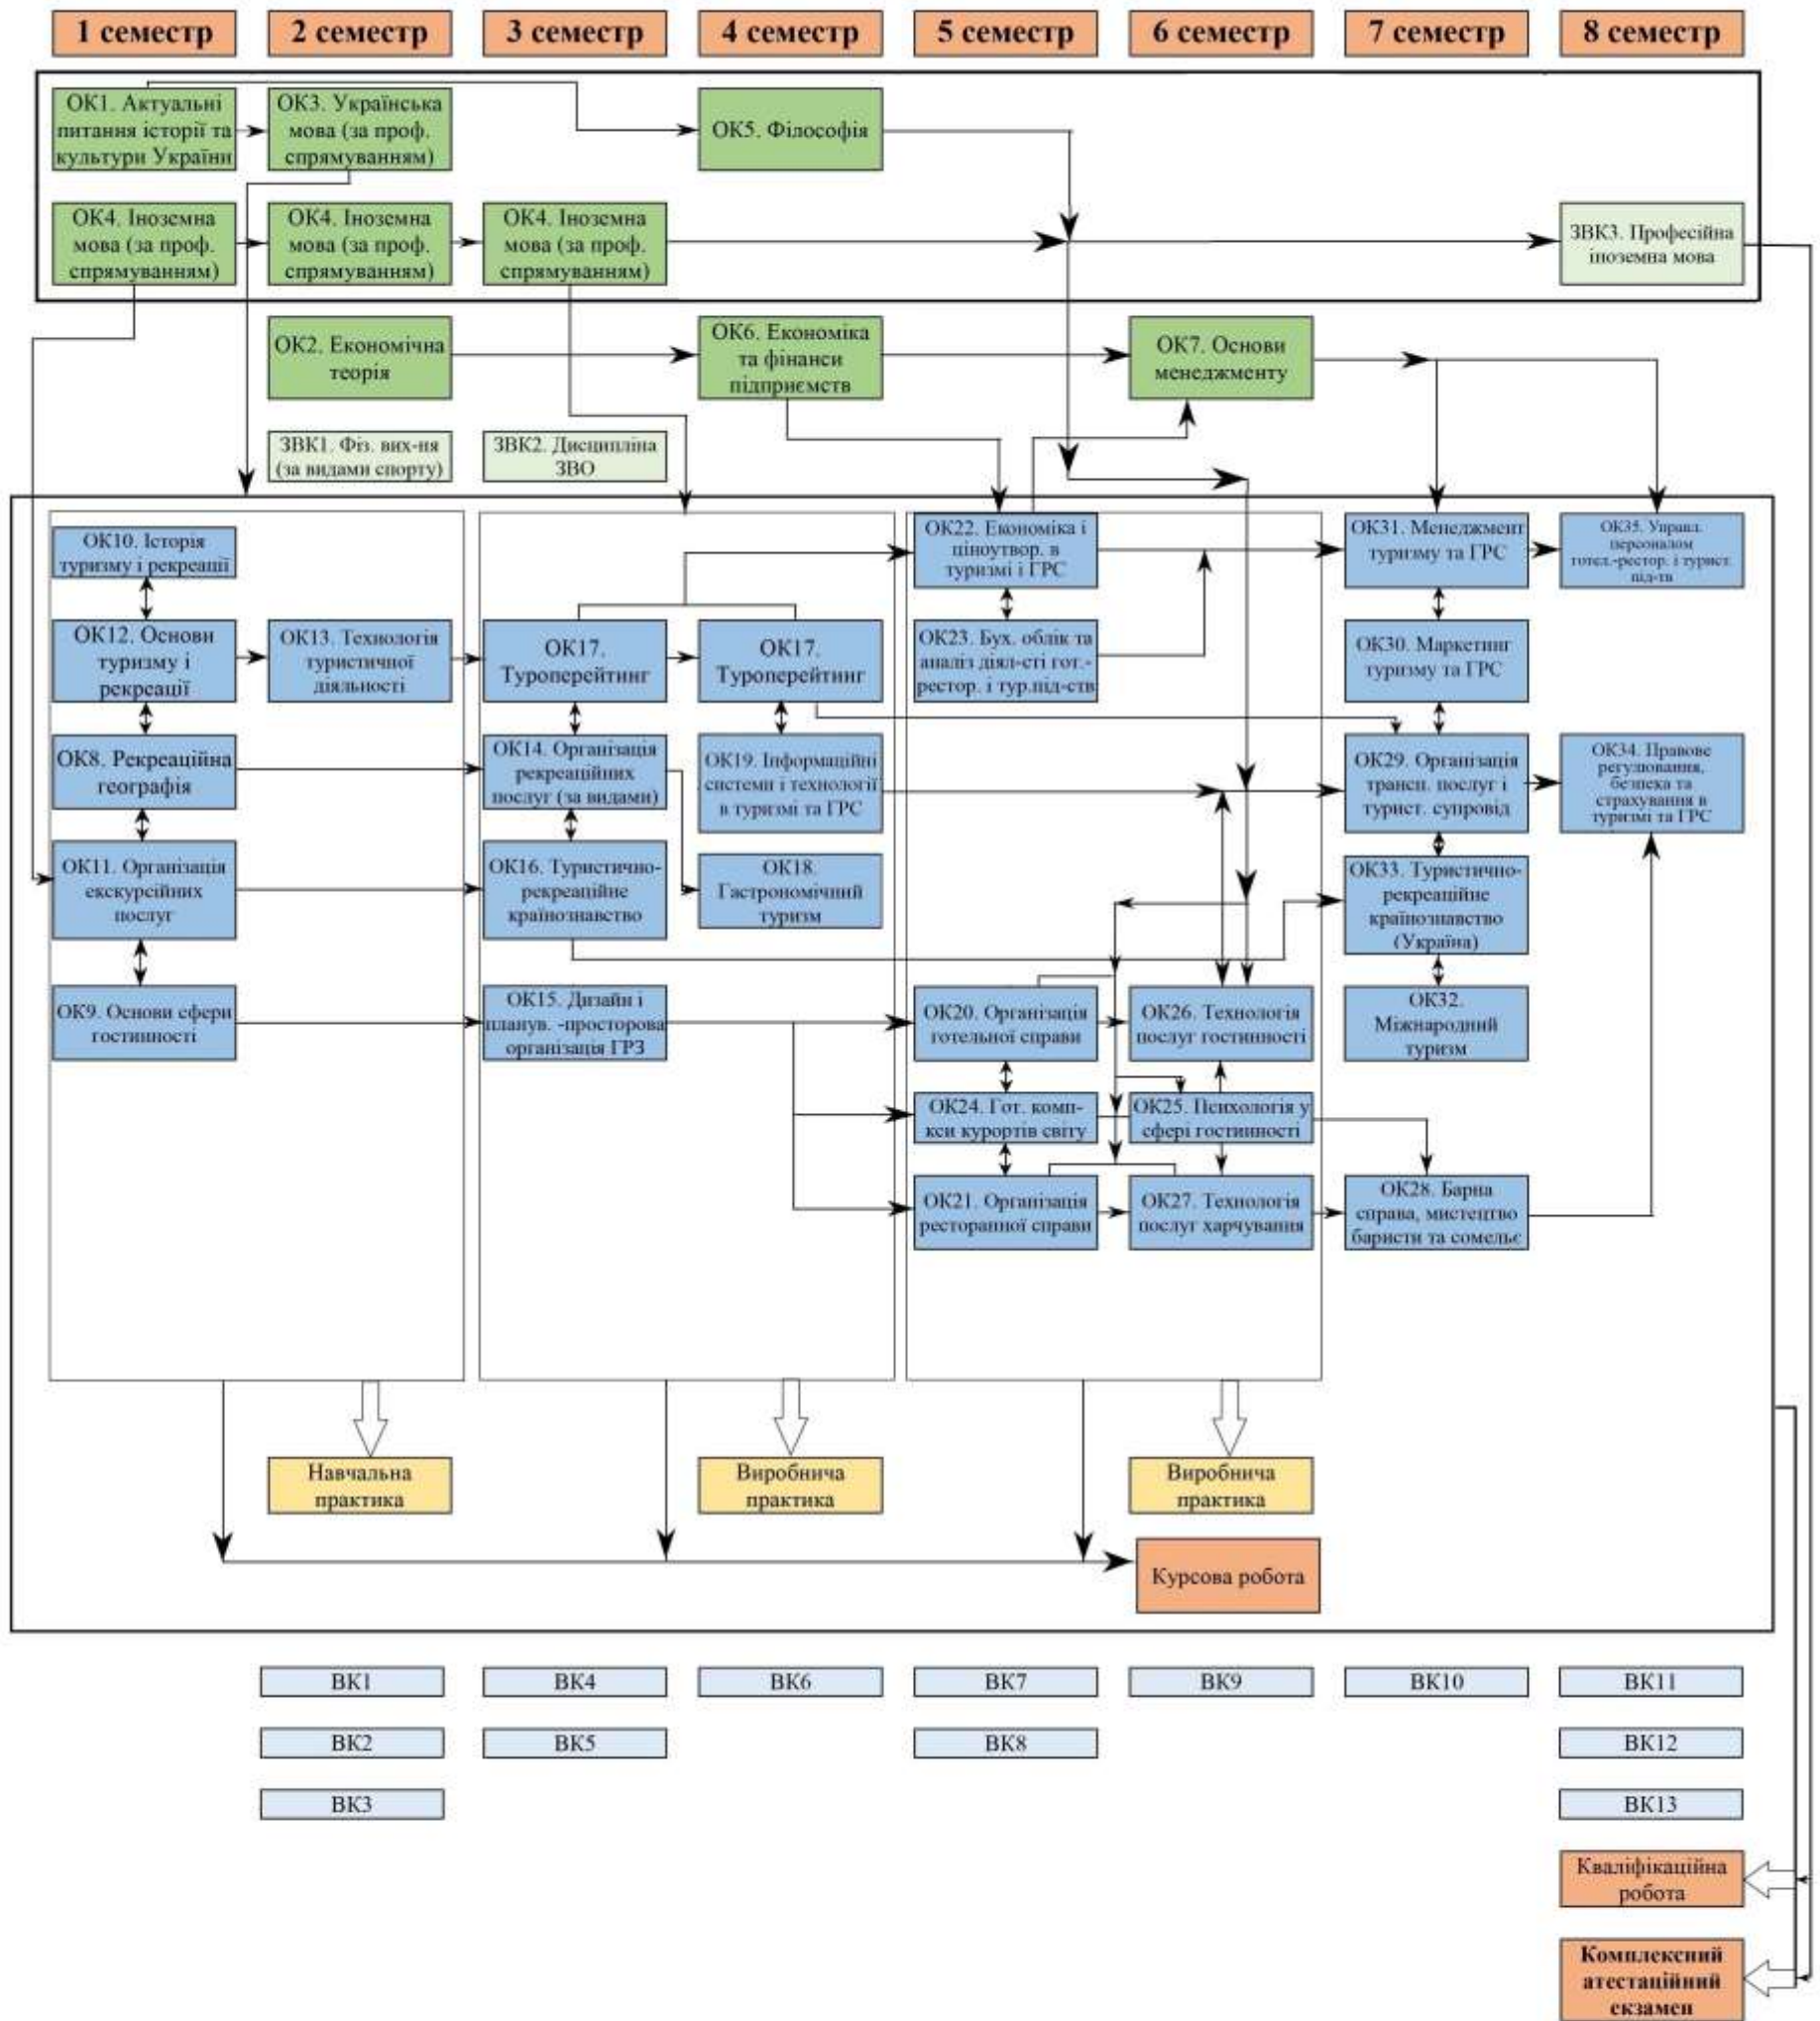 1 семестр
2 семестр
3 семестр
4 семестр
5 семестр
6 семестр
7 семестр
8 семестр
ОК1. Актуальні
питання історії та
культури України
ОК3. Українська
мова (за проф.
спрямуванням)
ОК5. Філософія
ОК4. Іноземна
мова (за проф.
спрямуванням)
ОК4. Іноземна
мова (за проф.
спрямуванням)
ОК4. Іноземна
мова (за проф.
спрямуванням)
ЗВК3. Професійна
іноземна мова
ОК2. Економічна
теорія
ОК6. Економіка
та фінанси
підприємств
ОК7. Основи
менеджменту
ЗВК1. Фіз. вих-ня
(за видами спорту)
ЗВК2. Дисципліна
ЗВО
ОК10. Історія
туризму і рекреації
ОК22. Економіка і
ціноутвор. в
туризмі і ГРС
ОК31. Менеджмент
туризму та ГРС
ОК35. Управл.
персоналом
готел.-рестор. і турист.
під-тв
ОК12. Основи
туризму і
рекреації
ОК13. Технологія
туристичної
діяльності
ОК17.
Туроперейтинг
ОК17.
Туроперейтинг
ОК23. Бух. облік та
аналіз діял-сті гот.-
рестор. і тур.під-ств
ОК30. Маркетинг
туризму та ГРС
ОК8. Рекреаційна
географія
ОК14. Організація
рекреаційних
послуг (за видами)
ОК19. Інформаційні
системи і технології
в туризмі та ГРС
ОК29. Організація
трансп. послуг і
турист. супровід
ОК34. Правове
регулювання,
безпека та
страхування в
туризмі та ГРС
ОК11. Організація
екскурсійних
послуг
ОК16. Туристично-
рекреаційне
країнознавство
ОК18.
Гастрономічний
туризм
ОК33. Туристично-
рекреаційне
країнознавство
(Україна)
ОК9. Основи сфери
гостинності
ОК15. Дизайн і
планув. -просторова
організація ГРЗ
ОК20. Організація
готельної справи
ОК26. Технологія
послуг гостинності
ОК32.
Міжнародний
туризм
ОК24. Гот. комп-
кси курортів світу
ОК25. Психологія у
сфері гостинності
ОК21. Організація
ресторанної справи
ОК27. Технологія
послуг харчування
ОК28. Барна
справа, мистецтво
баристи та сомельє
Навчальна
практика
Виробнича
практика
Виробнича
практика
Курсова робота
ВК1
ВК4
ВК6
ВК7
ВК9
ВК10
ВК11
ВК2
ВК5
ВК8
ВК12
ВК3
ВК13
Кваліфікаційна
робота
Комплексний
атестаційний
екзамен